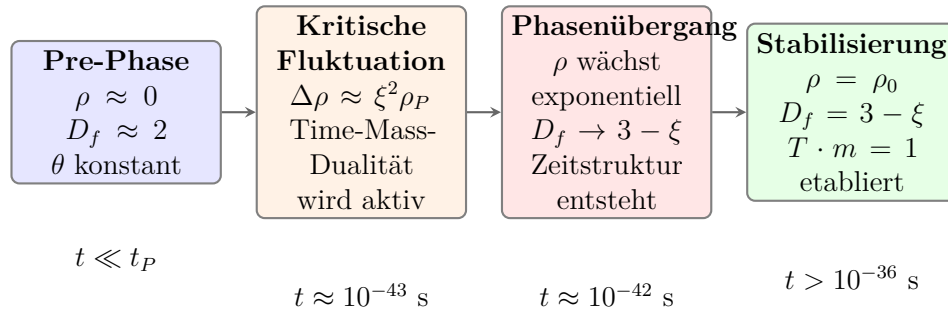 Pre-Phase
ρ ≈ 0
D_f ≈ 2
θ konstant
Kritische
Fluktuation
Δρ ≈ ξ²ρ_P
Time-Mass-
Dualität
wird aktiv
Phasenübergang
ρ wächst
exponentiell
D_f → 3 − ξ
Zeitstruktur
entsteht
Stabilisierung
ρ = ρ₀
D_f = 3 − ξ
T · m = 1
etabliert
t ≪ t_P
t ≈ 10⁻⁴³ s
t ≈ 10⁻⁴² s
t > 10⁻³⁶ s